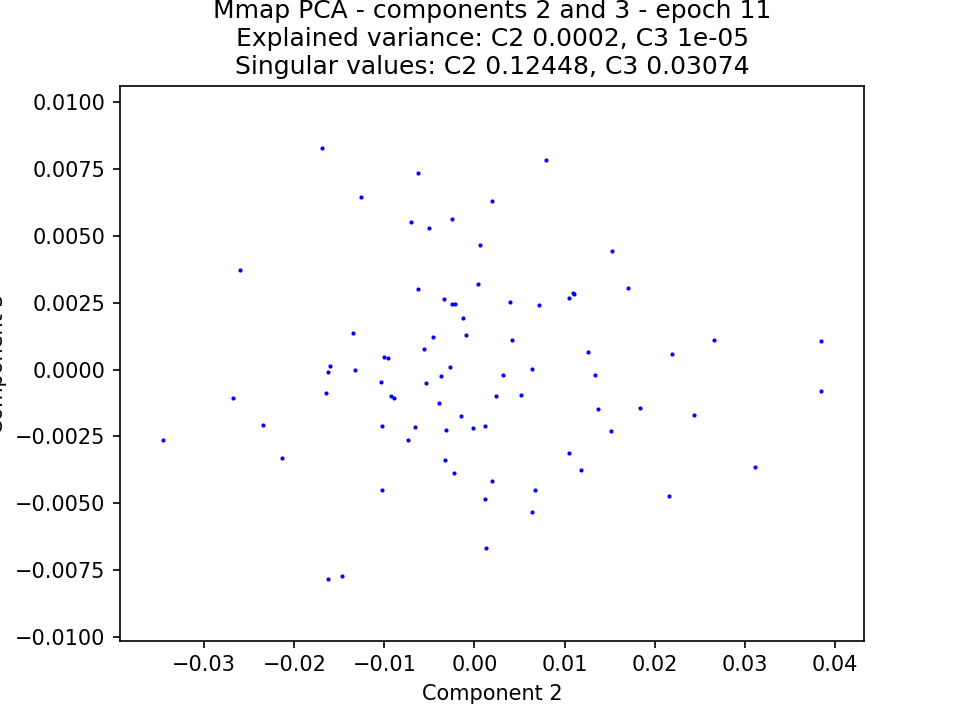 Mmap PCA - components 2 and 3 - epoch 11
Explained variance: C2 0.0002, C3 1e-05
Singular values: C2 0.12448, C3 0.03074
0.0100
0.0075
0.0050
0.0025
0.0000
−0.0025
−0.0050
−0.0075
−0.0100
−0.03 −0.02 −0.01 0.00 0.01 0.02 0.03 0.04
Component 2